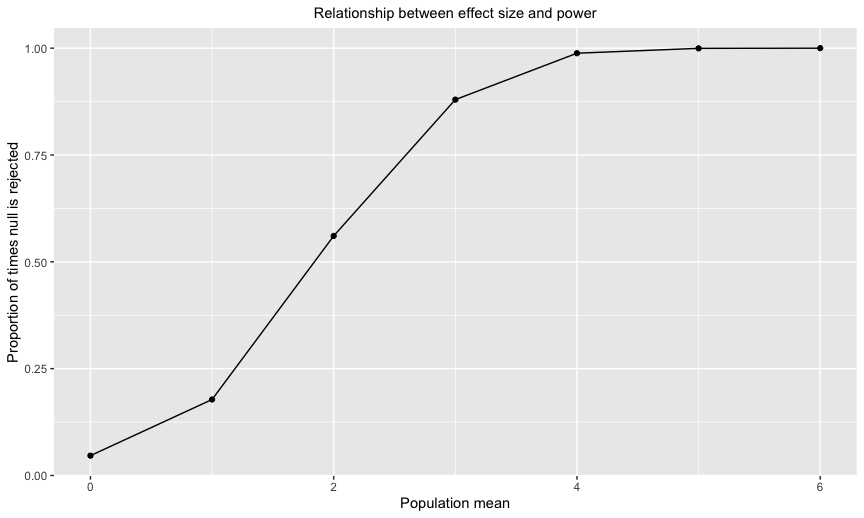 Relationship between effect size and power
Proportion of times null is rejected
1.00
0.75
0.50
0.25
0.00
0 2 4 6
Population mean